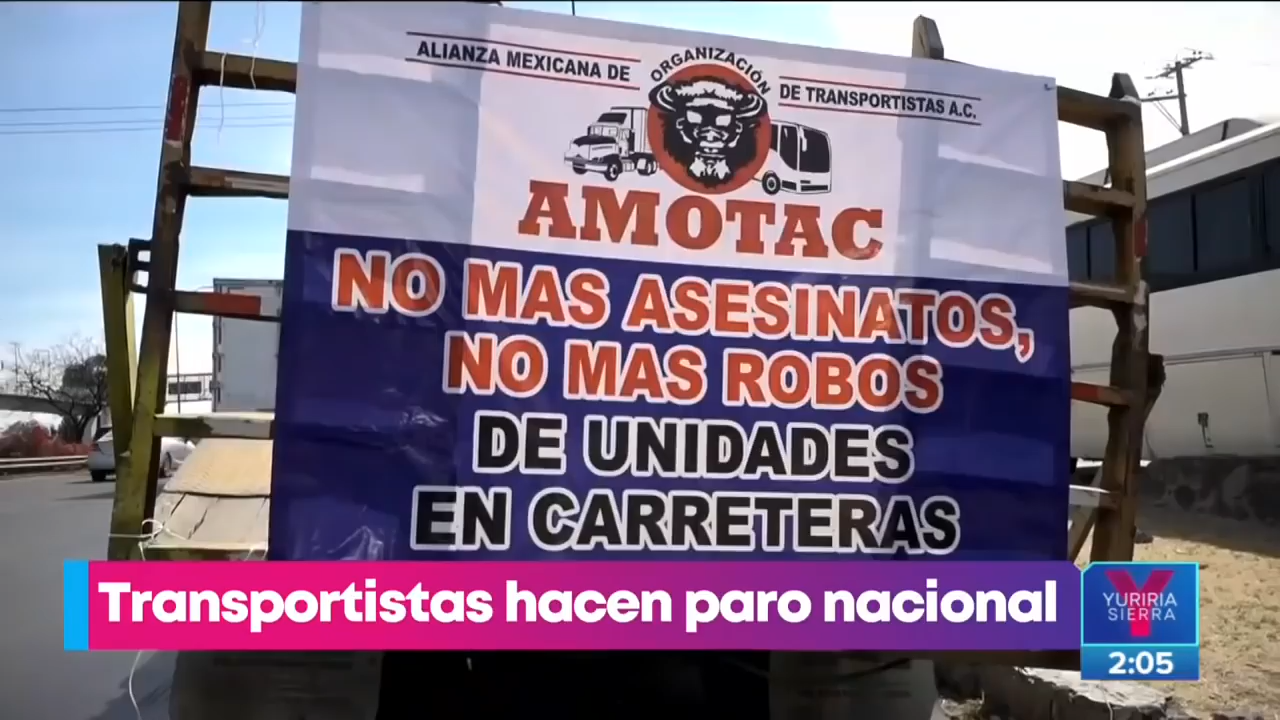 ALIANZA MEXICANA DE
ORGANIZACIÓN
DE TRANSPORTISTAS A.C.
AMOTAC
NO MAS ASESINATOS,
NO MAS ROBOS
DE UNIDADES
EN CARRETERAS
Transportistas hacen paro nacional
Y
YURIRIA
SIERRA
2:05